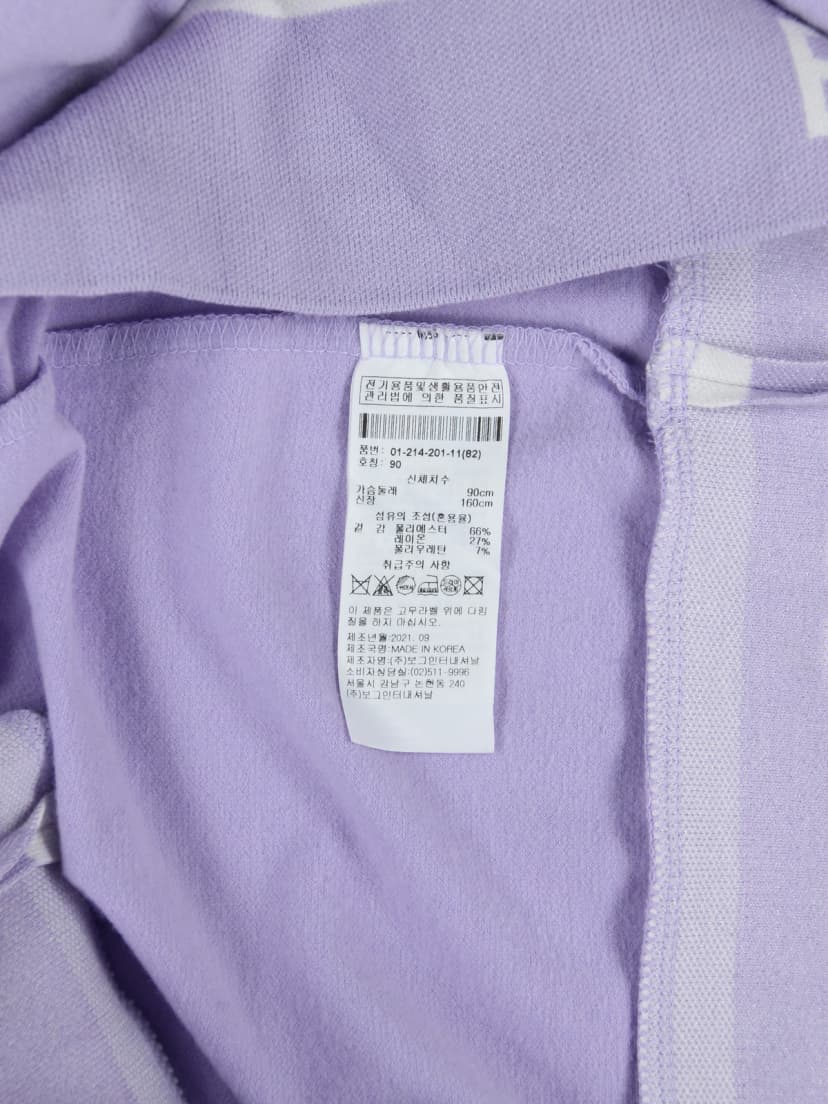 전기용품및생활용품안전
관리법에 의한 품질표시
품번: 01-214-201-11(82)
호칭: 90
신체치수
가슴둘레 90cm
신장 160cm
섬유의 조성(혼용율)
겉 감 폴리에스터 66%
레이온 27%
폴리우레탄 7%
취급주의 사항
이 제품은 고무라벨 위에 다림
질을 하지 마십시오.
제조년월:2021. 09
제조국명:MADE IN KOREA
제조자명:(주)보그인터내셔날
소비자상담실:(02)511-9996
서울시 강남구 논현동 240
(주)보그인터내셔날